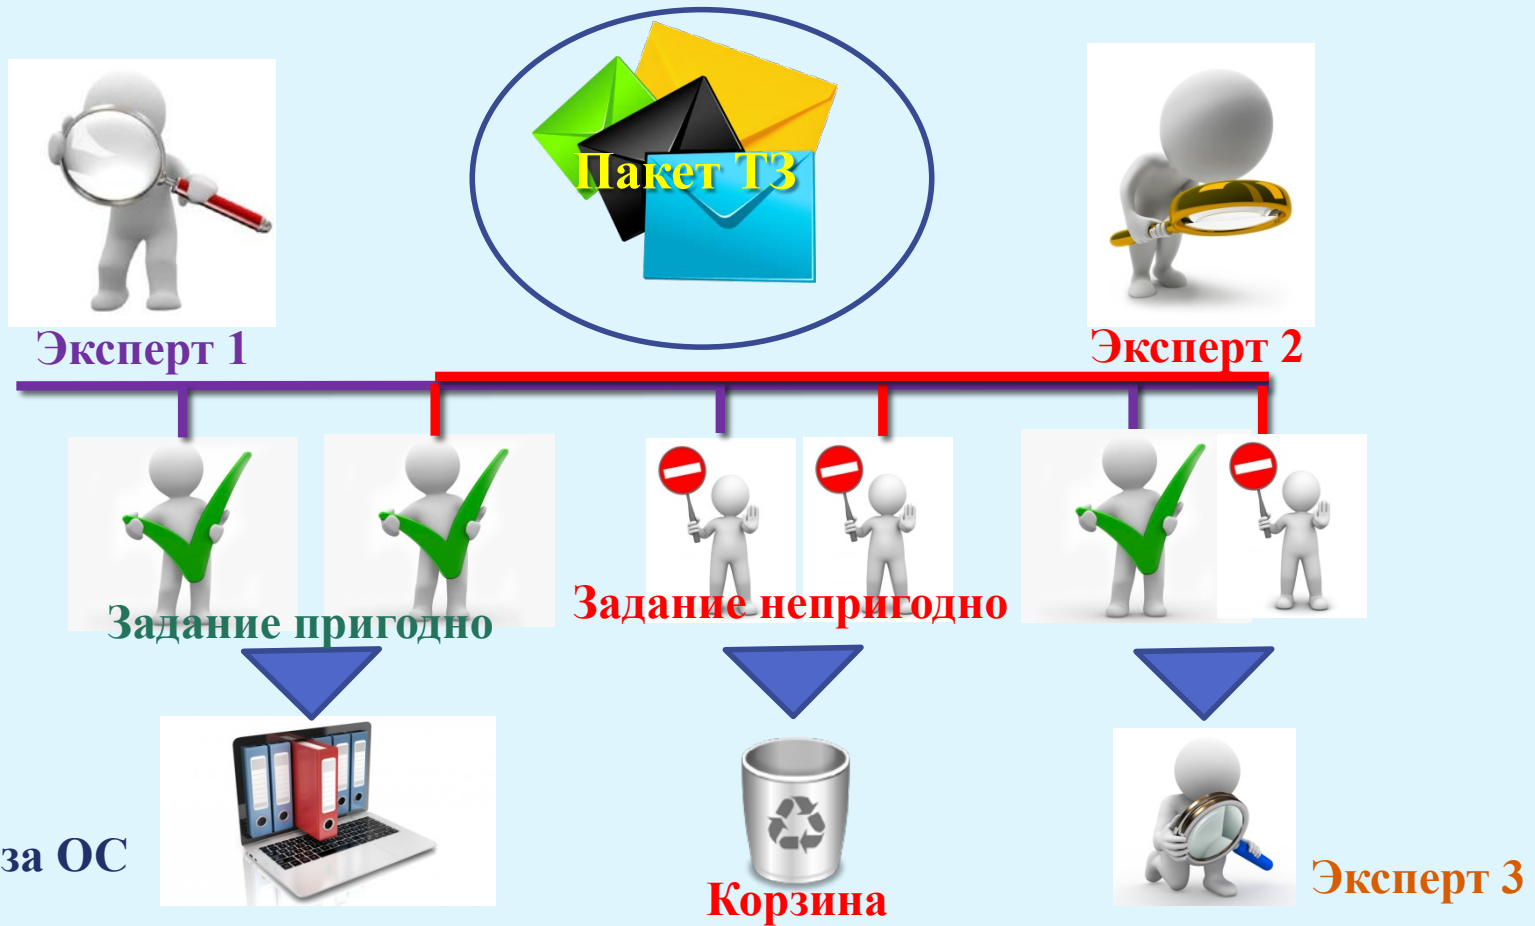 Пакет ТЗ
Эксперт 1
Эксперт 2
Задание пригодно
Задание непригодно
за ОС
Корзина
Эксперт 3